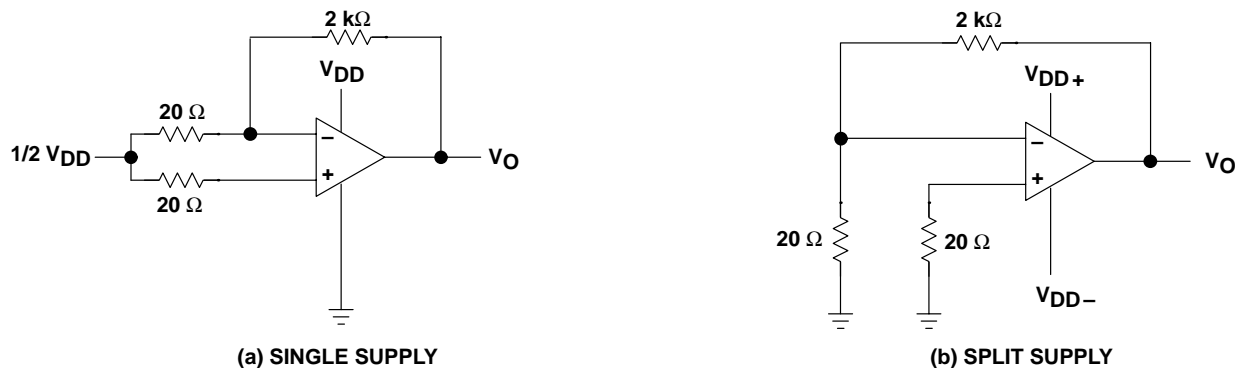 2 kΩ
VDD
20 Ω
−
1/2 VDD
VO
+
20 Ω
(a) SINGLE SUPPLY
2 kΩ
VDD+
−
VO
+
20 Ω
20 Ω
VDD−
(b) SPLIT SUPPLY